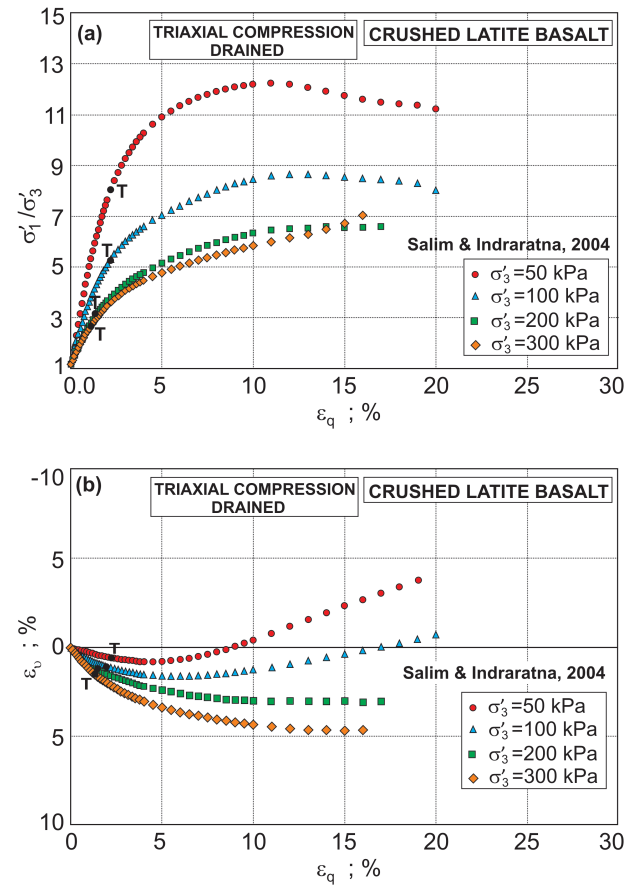 15
(a)
TRIAXIAL COMPRESSION
DRAINED
CRUSHED LATITE BASALT
13
11
9
7
5
3
1
σ′1/σ′3
T
T
T
T
Salim & Indraratna, 2004
σ′3=50 kPa
σ′3=100 kPa
σ′3=200 kPa
σ′3=300 kPa
0.0 5 10 15 20 25 30
εq ; %
-10
(b)
TRIAXIAL COMPRESSION
DRAINED
CRUSHED LATITE BASALT
5
0
5
10
ευ ; %
T
T
Salim & Indraratna, 2004
σ′3=50 kPa
σ′3=100 kPa
σ′3=200 kPa
σ′3=300 kPa
0 5 10 15 20 25 30
εq ; %